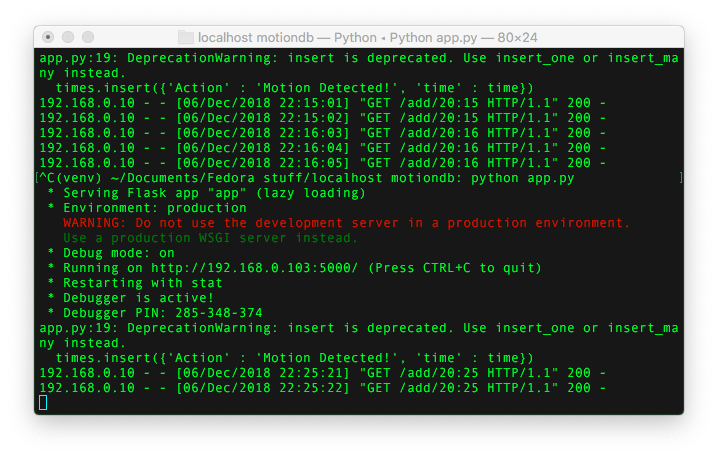 localhost motiondb — Python ◂ Python app.py — 80×24
app.py:19: DeprecationWarning: insert is deprecated. Use insert_one or insert_ma
ny instead.
  times.insert({'Action' : 'Motion Detected!', 'time' : time})
192.168.0.10 - - [06/Dec/2018 22:15:01] "GET /add/20:15 HTTP/1.1" 200 -
192.168.0.10 - - [06/Dec/2018 22:15:02] "GET /add/20:15 HTTP/1.1" 200 -
192.168.0.10 - - [06/Dec/2018 22:16:03] "GET /add/20:16 HTTP/1.1" 200 -
192.168.0.10 - - [06/Dec/2018 22:16:04] "GET /add/20:16 HTTP/1.1" 200 -
192.168.0.10 - - [06/Dec/2018 22:16:05] "GET /add/20:16 HTTP/1.1" 200 -
[^C(venv) ~/Documents/Fedora stuff/localhost motiondb: python app.py ]
 * Serving Flask app "app" (lazy loading)
 * Environment: production
   WARNING: Do not use the development server in a production environment.
   Use a production WSGI server instead.
 * Debug mode: on
 * Running on http://192.168.0.103:5000/ (Press CTRL+C to quit)
 * Restarting with stat
 * Debugger is active!
 * Debugger PIN: 285-348-374
app.py:19: DeprecationWarning: insert is deprecated. Use insert_one or insert_ma
ny instead.
  times.insert({'Action' : 'Motion Detected!', 'time' : time})
192.168.0.10 - - [06/Dec/2018 22:25:21] "GET /add/20:25 HTTP/1.1" 200 -
192.168.0.10 - - [06/Dec/2018 22:25:22] "GET /add/20:25 HTTP/1.1" 200 -